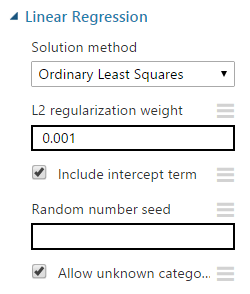 Linear Regression
Solution method
Ordinary Least Squares
L2 regularization weight
0.001
Include intercept term
Random number seed
Allow unknown catego...